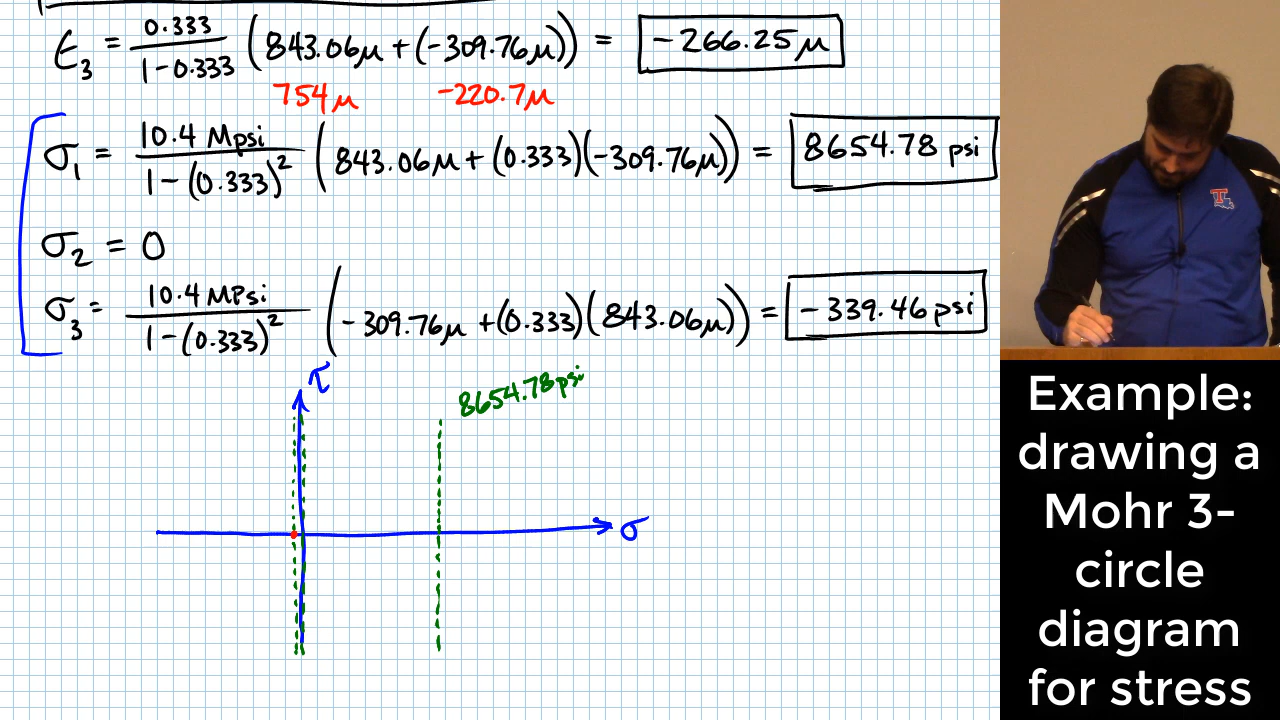 ε₃ = 0.333 / 1-0.333 (843.06μ + (-309.76μ)) = -266.25μ
754μ -220.7μ
σ₁ = 10.4 Mpsi / 1-(0.333)² (843.06μ + (0.333)(-309.76μ)) = 8654.78 psi
σ₂ = 0
σ₃ = 10.4 MPsi / 1-(0.333)² (-309.76μ + (0.333)(843.06μ)) = -339.46 psi
τ
8654.78 psi
σ
T
Example:
drawing a
Mohr 3-
circle
diagram
for stress